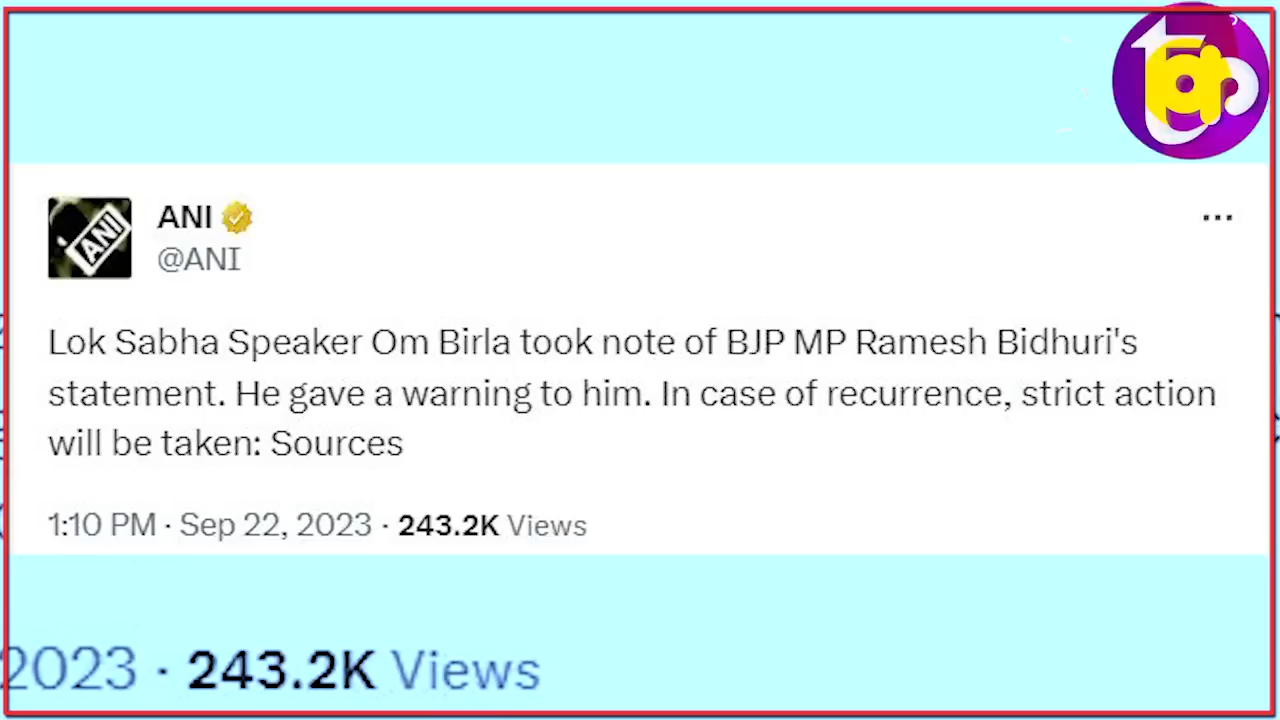 ANI
@ANI
Lok Sabha Speaker Om Birla took note of BJP MP Ramesh Bidhuri's
statement. He gave a warning to him. In case of recurrence, strict action
will be taken: Sources
1:10 PM · Sep 22, 2023 · 243.2K Views
2023 · 243.2K Views
ANI